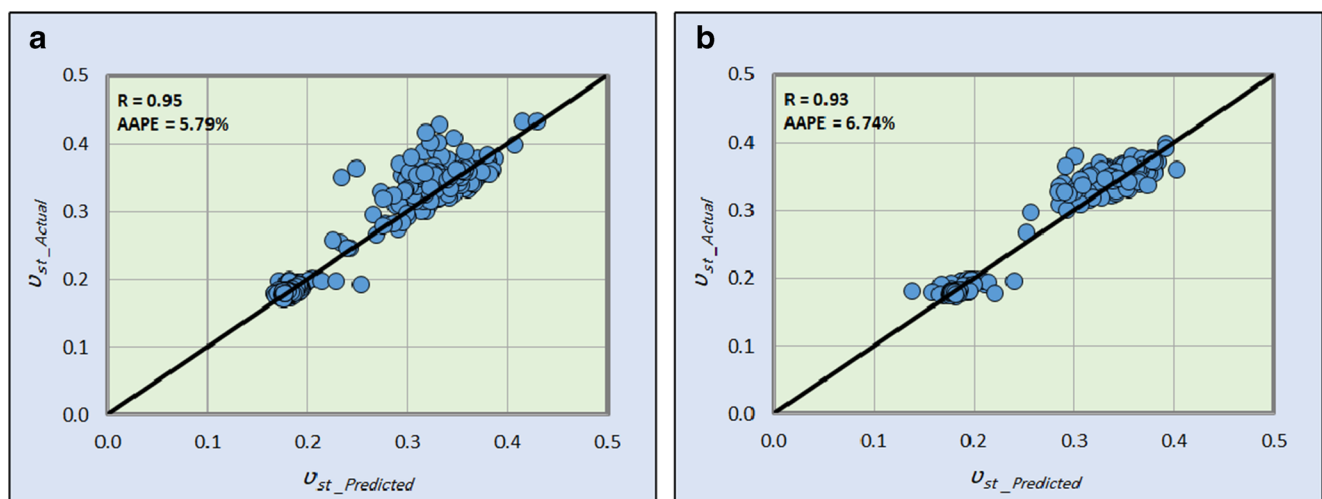 a
R = 0.95
AAPE = 5.79%
0.5
0.4
0.3
0.2
0.1
0.0
υst_Actual
0.0 0.1 0.2 0.3 0.4 0.5
υst_Predicted
b
R = 0.93
AAPE = 6.74%
0.5
0.4
0.3
0.2
0.1
0.0
υst_Actual
0.0 0.1 0.2 0.3 0.4 0.5
υst_Predicted